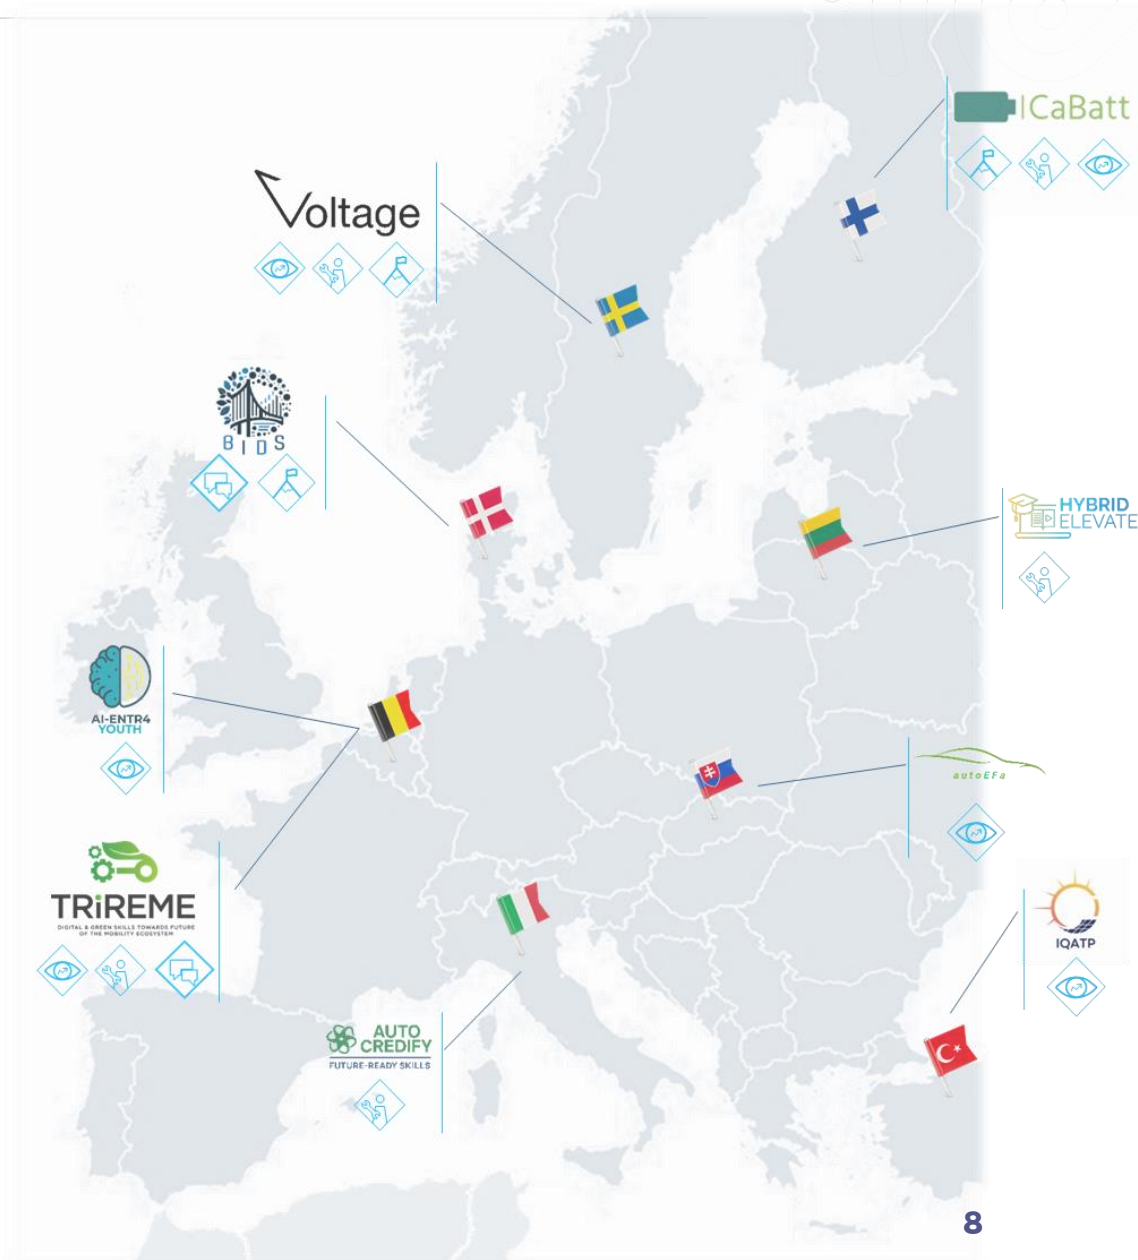 CaBatt
Voltage
BIDS
HYBRID
ELEVATE
AI-ENTR4
YOUTH
autoEFa
TRiREME
DIGITAL & GREEN SKILLS TOWARDS FUTURE
OF THE MOBILITY ECOSYSTEM
IQATP
AUTO
CREDIFY
FUTURE-READY SKILLS
8